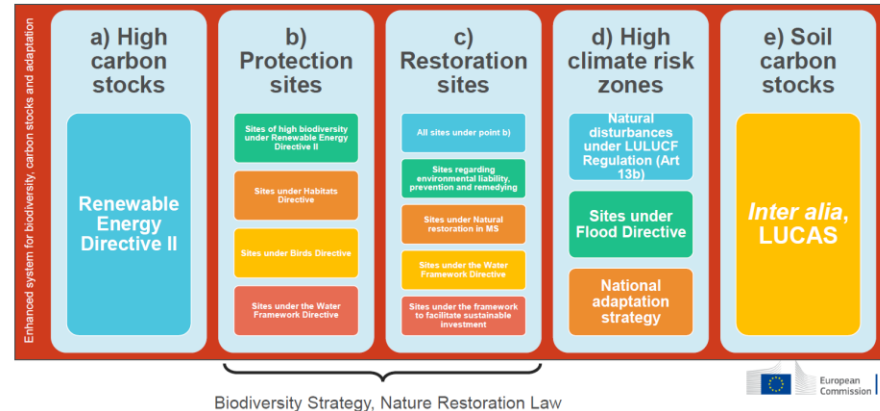 Enhanced system for biodiversity, carbon stocks and adaptation
a) High
carbon
stocks
Renewable
Energy
Directive II
b)
Protection
sites
Sites of high biodiversity
under Renewable Energy
Directive II
Sites under Habitats
Directive
Sites under Birds Directive
Sites under the Water
Framework Directive
c)
Restoration
sites
All sites under point b)
Sites regarding
environmental liability,
prevention and remedying
Sites under Natural
restoration in MS
Sites under the Water
Framework Directive
Sites under the framework
to facilitate sustainable
investment
d) High
climate risk
zones
Natural
disturbances
under LULUCF
Regulation (Art
13b)
Sites under
Flood Directive
National
adaptation
strategy
e) Soil
carbon
stocks
Inter alia,
LUCAS
Biodiversity Strategy, Nature Restoration Law
European
Commission